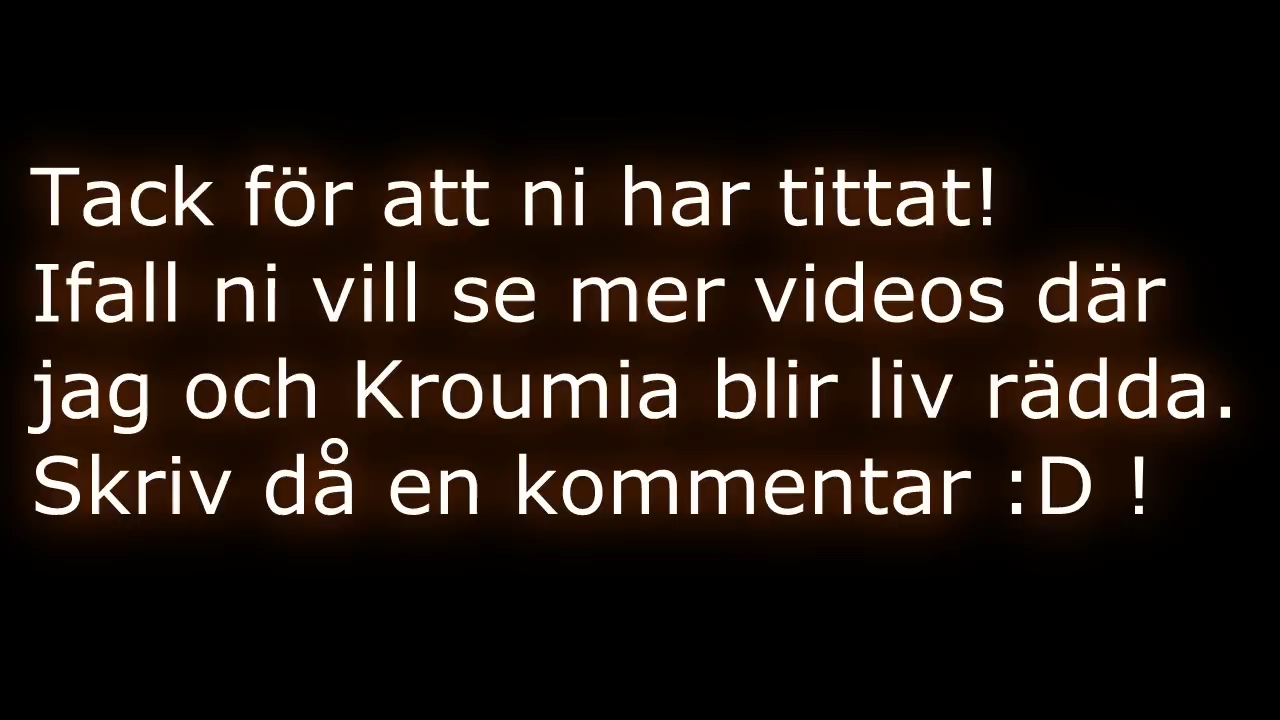 Tack för att ni har tittat!
Ifall ni vill se mer videos där
jag och Kroumia blir liv rädda.
Skriv då en kommentar :D !